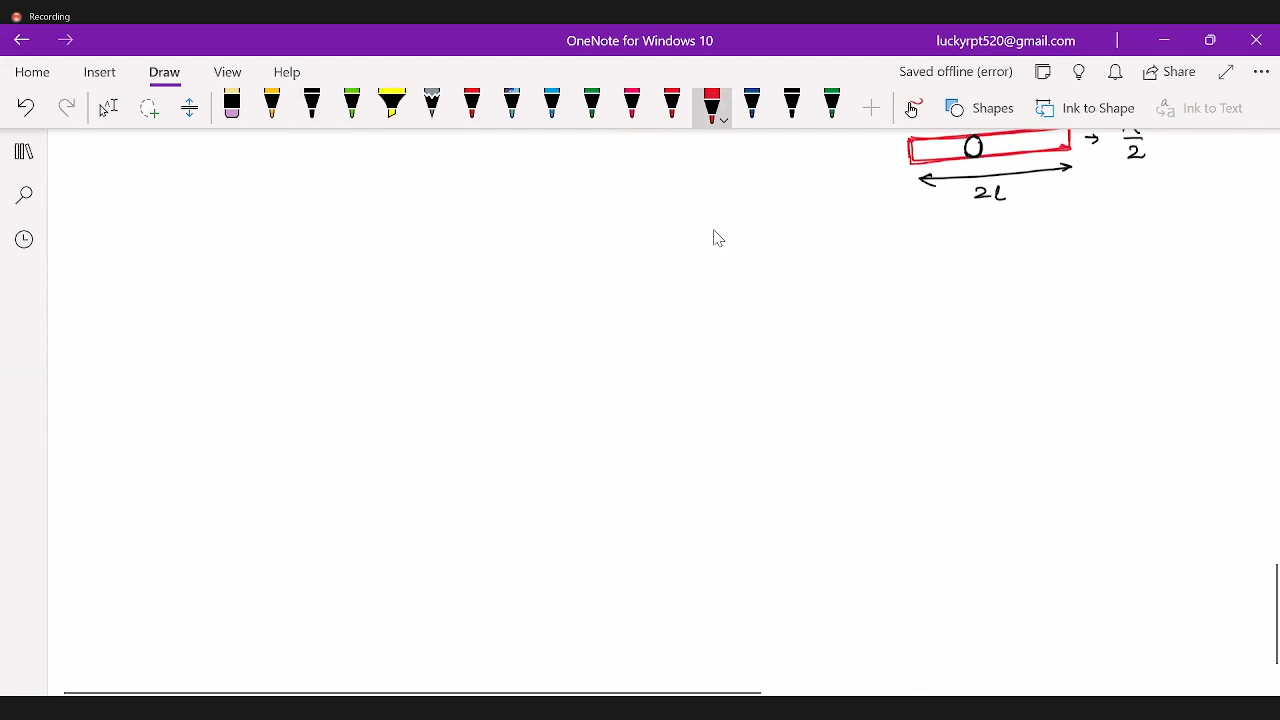 Recording
OneNote for Windows 10
luckyrpt520@gmail.com
Home Insert Draw View Help
Saved offline (error)
Share
Shapes
Ink to Shape
Ink to Text
O
→
2
2l